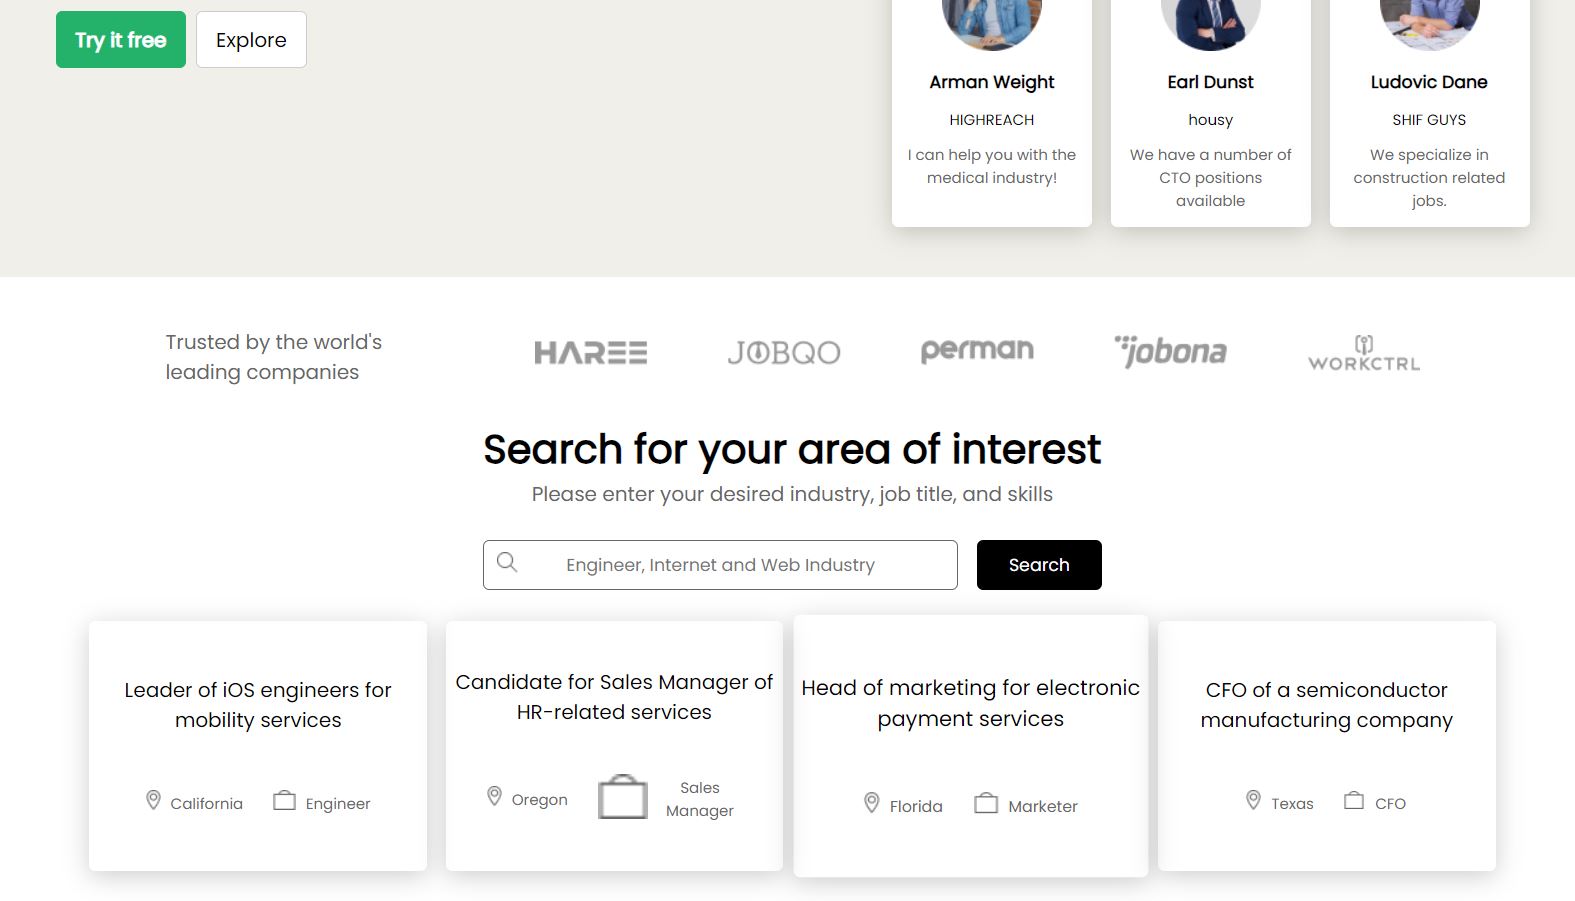 Try it free
Explore
Arman Weight
HIGHREACH
I can help you with the
medical industry!
Earl Dunst
housy
We have a number of
CTO positions
available
Ludovic Dane
SHIF GUYS
We specialize in
construction related
jobs.
Trusted by the world's
leading companies
HAREE
JOBQO
perman
jobona
WORKCTRL
Search for your area of interest
Please enter your desired industry, job title, and skills
Engineer, Internet and Web Industry
Search
Leader of iOS engineers for
mobility services
California
Engineer
Candidate for Sales Manager of
HR-related services
Oregon
Sales
Manager
Head of marketing for electronic
payment services
Florida
Marketer
CFO of a semiconductor
manufacturing company
Texas
CFO